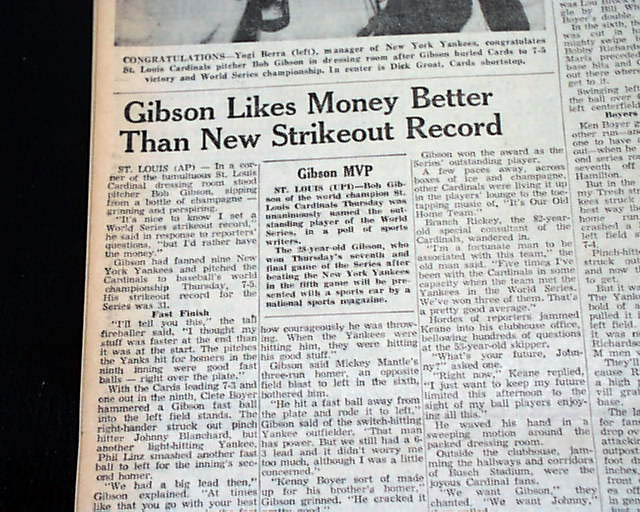 CONGRATULATIONS—Yogi Berra (left), manager of New York Yankees, congratulates
St. Louis Cardinals pitcher Bob Gibson in dressing room after Gibson hurled Cards to 7-5
victory and World Series championship. In center is Dick Groat, Cards shortstop.
Gibson Likes Money Better
Than New Strikeout Record
ST. LOUIS (AP) — In a cor-
ner of the tumultuous St. Louis
Cardinal dressing room stood
pitcher Bob Gibson, sipping
from a bottle of champagne —
grinning and perspiring.
"It's nice to know I set a
World Series strikeout record,"
he said in response to reporters'
questions, "but I'd rather have
the money."
Gibson had fanned nine New
York Yankees and pitched the
Cardinals to baseball's world
championship Thursday, 7-5.
His strikeout record for the
Series was 31.
Fast Finish
"I'll tell you this," the tall
fireballer said, "I thought my
stuff was faster at the end than
it was at the start. The pitches
the Yanks hit for homers in the
ninth inning were good fast
balls — right over the plate."
With the Cards leading 7-3 and
one out in the ninth, Clete Boyer
hammered a Gibson fast ball
into the left field stands. The
right-hander struck out pinch
hitter Johnny Blanchard, but
another light-hitting Yankee,
Phil Linz smashed another fast
ball to left for the inning's sec-
ond homer.
"We had a big lead then,"
Gibson explained. "At times
like that you go with your best
Gibson MVP
ST. LOUIS (UPI)—Bob Gib-
son of the world champion St.
Louis Cardinals Thursday was
unanimously named the out-
standing player of the World
Series, in a poll of sports
writers.
The 28-year-old Gibson, who
won Thursday's seventh and
final game of the Series after
beating the New York Yankees
in the fifth game will be pre-
sented with a sports car by a
national sports magazine.
how courageously he was throw-
ing. When the Yankees were
hitting him, they were hitting
his good stuff."
Gibson said Mickey Mantle's
three-run homer, an opposite
field blast to left in the sixth,
bothered him.
"He hit a fast ball away from
the plate and rode it to left,"
Gibson said of the switch-hitting
Yankee outfielder. "That man
has power. But we still had a 6-
3 lead and it didn't worry me
too much, although I was a little
concerned."
"Kenny Boyer sort of made
up for his brother's homer,"
Gibson grinned. "He cracked it
pretty good."
Gibson won the award as the
Series' outstanding player.
A few paces away, across
boxes of ice and champagne,
other Cardinals were living it up
in the players' lounge to the toe-
tapping music of, "It's Our Old
Home Team."
Branch Rickey, the 82-year-
old special consultant of the
Cardinals, wandered in.
"I'm a fortunate man to be
associated with this team," the
old man said. "Five times I've
been with the Cardinals in some
capacity when the team met the
Yankees in the World Series.
We've won three of them. That's
a pretty good average."
Hordes of reporters jammed
Keane into his clubhouse office,
bellowing hundreds of questions
at the 53-year-old skipper.
"What's your future, John-
ny?" asked one.
"Right now," Keane replied,
"I just want to keep my future
limited this afternoon to the
sight of my ball players enjoy-
ing all this."
He waved his hand in a
sweeping motion around the
packed dressing room.
Outside the clubhouse, jam-
ming the hallways and corridors
of Busch Stadium, were the
joyous Cardinal fans.
"We want Gibson," they
chanted. "We want Johnny,"